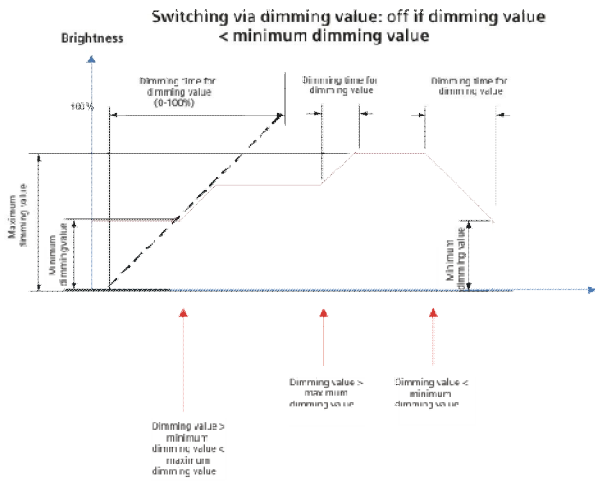 Switching via dimming value: off if dimming value
< minimum dimming value
Brightness
Dimming time for
dimming value
(0-100%)
Dimming time for
dimming value
Dimming time for
dimming value
100%
Maximum
dimming value
Minimum
dimmingvalue
Minimum
dimming value
Dimming value >
maximum
dimming value
Dimming value <
minimum
dimming value
Dimming value >
minimum
dimming value <
maximum
dimming value